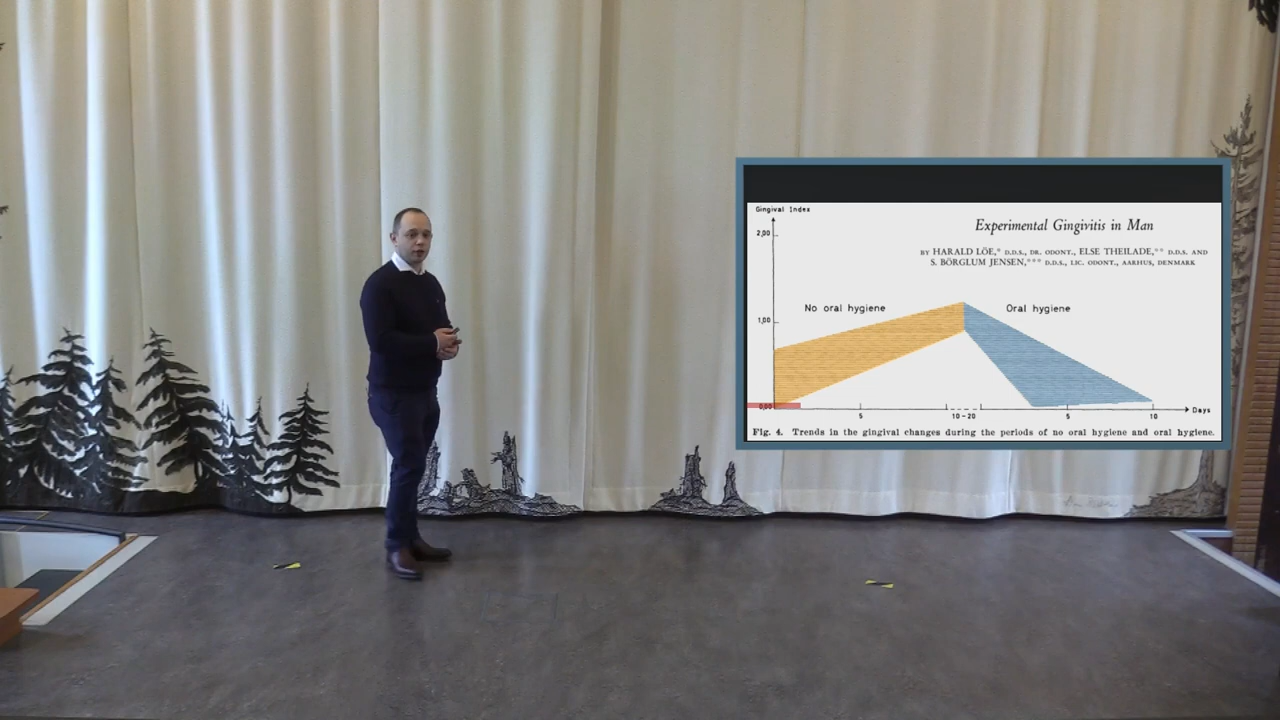 Gingival Index
2,00
Experimental Gingivitis in Man
BY HARALD LÖE,* D.D.S., DR. ODONT., ELSE THEILADE,** D.D.S. AND
S. BÖRGLUM JENSEN,*** D.D.S., LIC. ODONT., AARHUS, DENMARK
No oral hygiene
Oral hygiene
1,00
0,00
5
10-20
5
10
Days
Fig. 4. Trends in the gingival changes during the periods of no oral hygiene and oral hygiene.